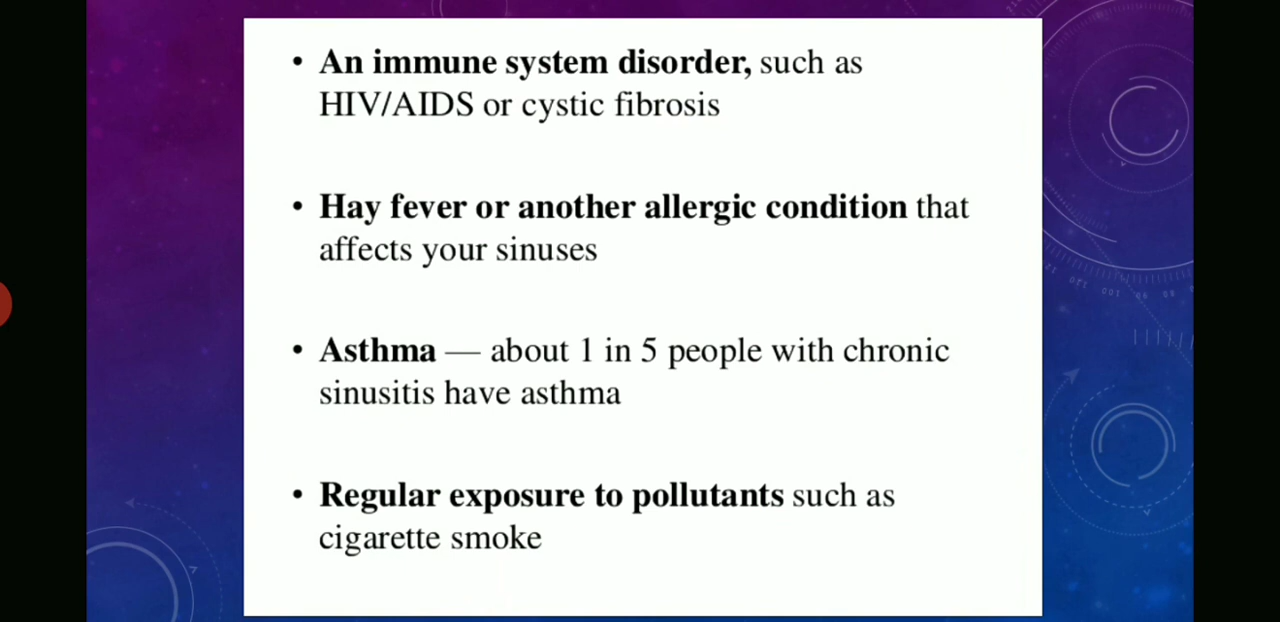 • An immune system disorder, such as
HIV/AIDS or cystic fibrosis
• Hay fever or another allergic condition that
affects your sinuses
• Asthma — about 1 in 5 people with chronic
sinusitis have asthma
• Regular exposure to pollutants such as
cigarette smoke